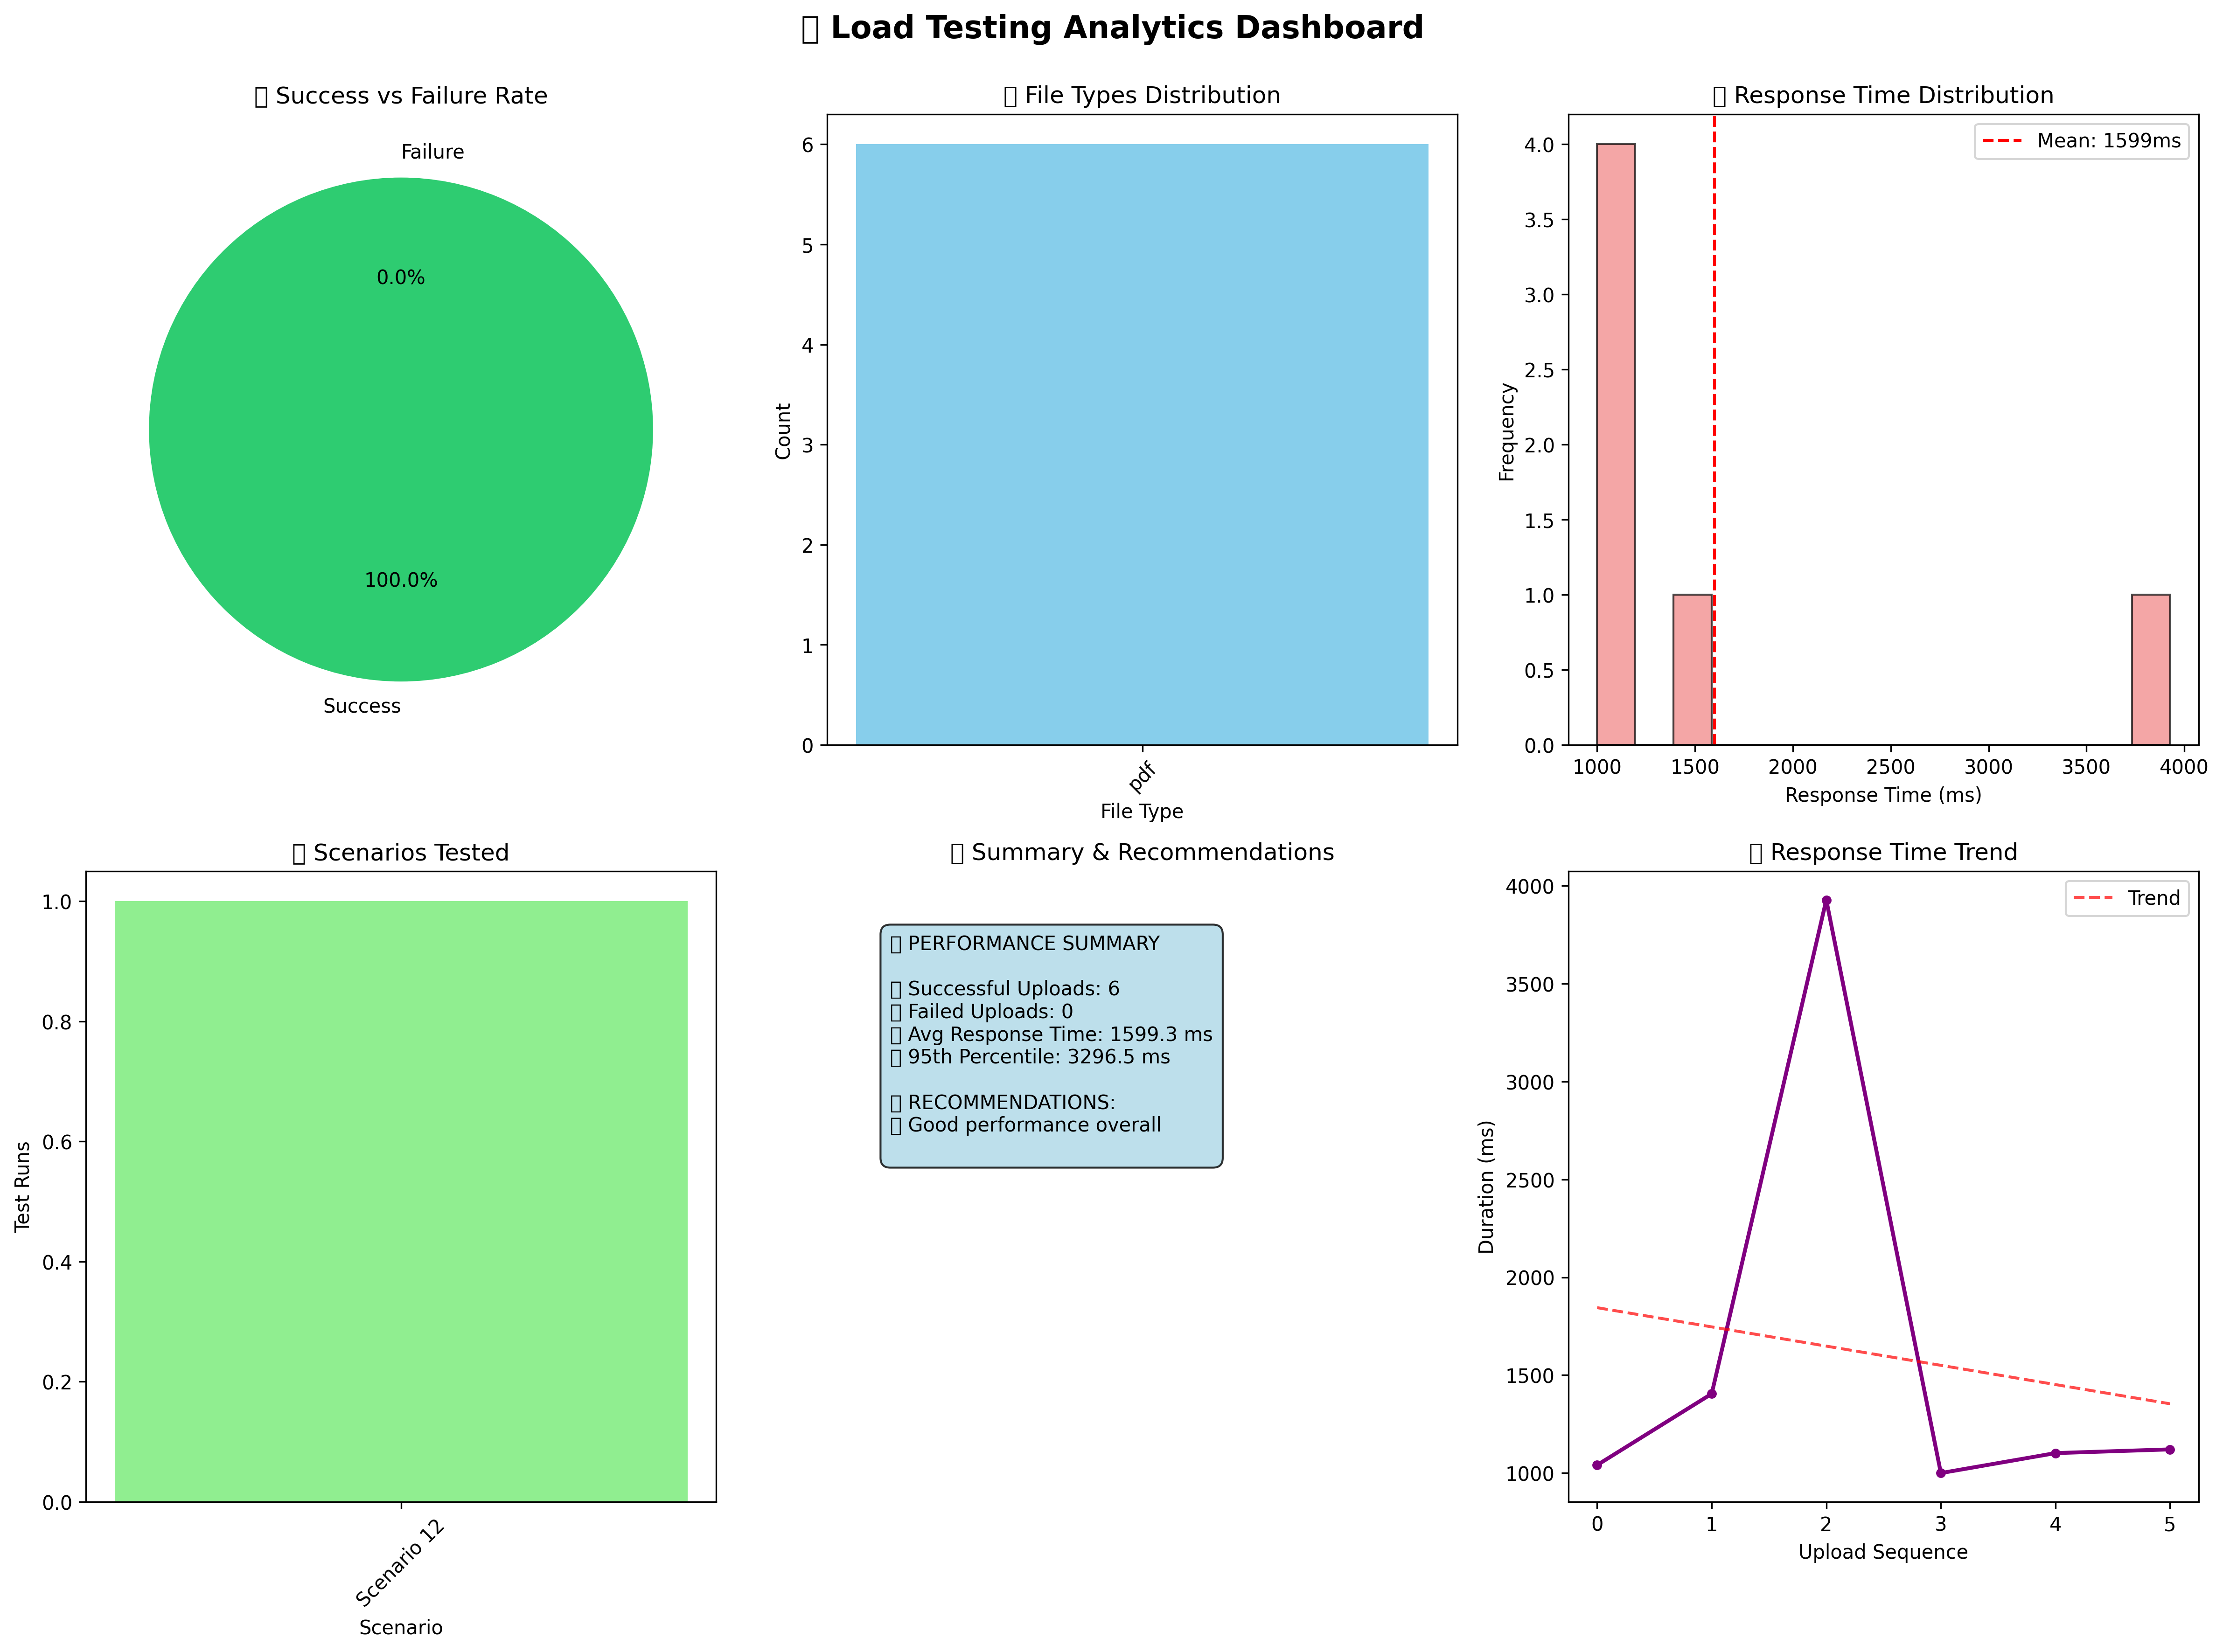 ▯ Load Testing Analytics Dashboard
▯ Success vs Failure Rate
Failure
0.0%
100.0%
Success
▯ File Types Distribution
6
5
4
3
2
1
0
Count
pdf
File Type
▯ Response Time Distribution
Mean: 1599ms
4.0
3.5
3.0
2.5
2.0
1.5
1.0
0.5
0.0
Frequency
1000 1500 2000 2500 3000 3500 4000
Response Time (ms)
▯ Scenarios Tested
1.0
0.8
0.6
0.4
0.2
0.0
Test Runs
Scenario 12
Scenario
▯ Summary & Recommendations
▯ PERFORMANCE SUMMARY
▯ Successful Uploads: 6
▯ Failed Uploads: 0
▯ Avg Response Time: 1599.3 ms
▯ 95th Percentile: 3296.5 ms
▯ RECOMMENDATIONS:
▯ Good performance overall
▯ Response Time Trend
Trend
4000
3500
3000
2500
2000
1500
1000
Duration (ms)
0 1 2 3 4 5
Upload Sequence